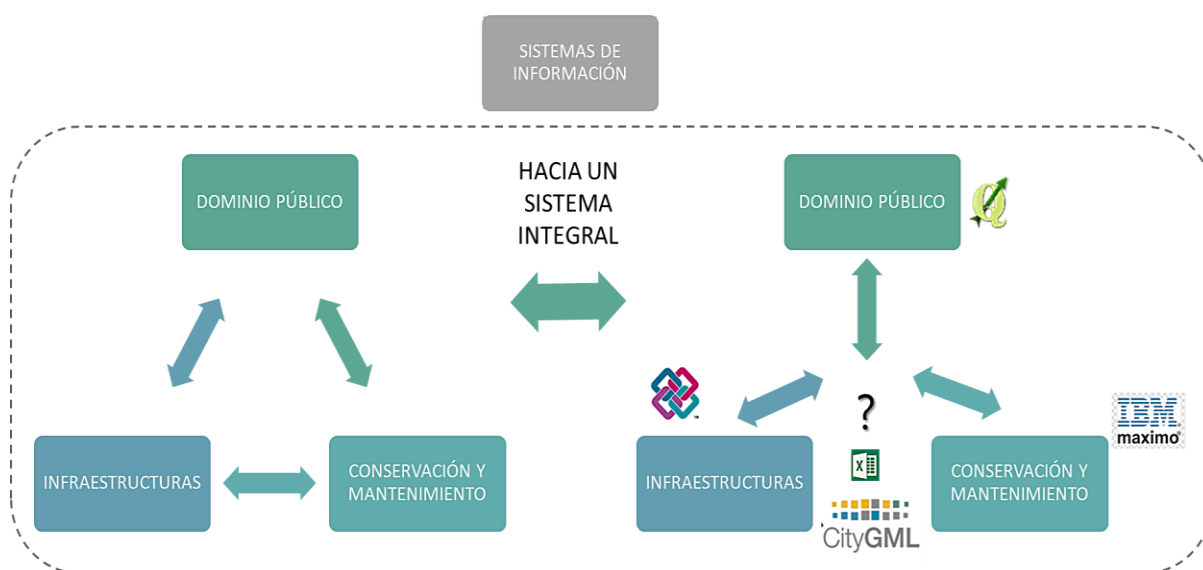 SISTEMAS DE
INFORMACIÓN
DOMINIO PÚBLICO
HACIA UN
SISTEMA
INTEGRAL
INFRAESTRUCTURAS
CONSERVACIÓN Y
MANTENIMIENTO
DOMINIO PÚBLICO
Q
?
X
INFRAESTRUCTURAS
CityGML
IBM
maximo®
CONSERVACIÓN Y
MANTENIMIENTO